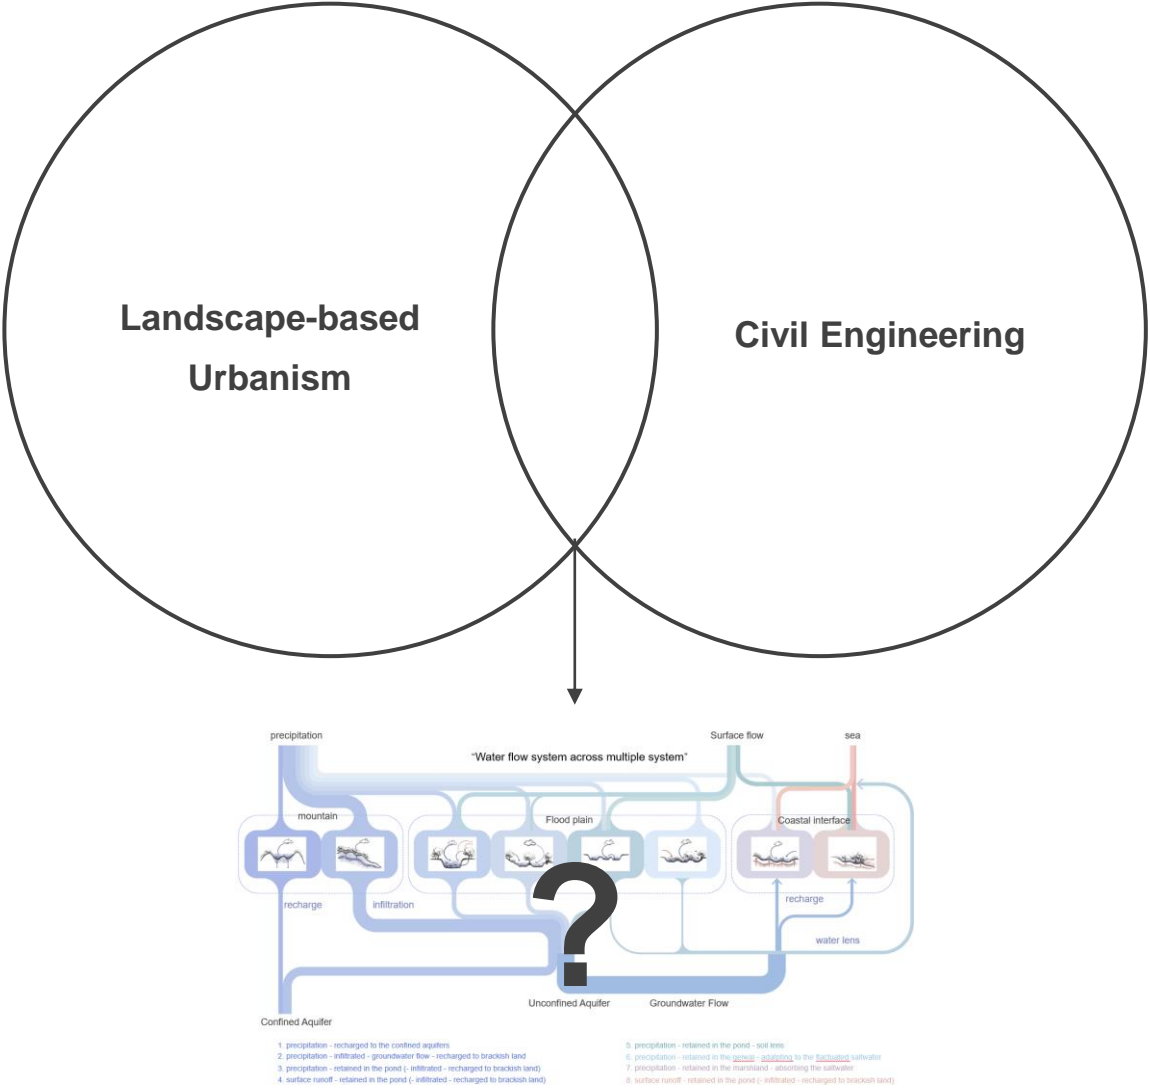 Landscape-based
Urbanism
Civil Engineering
precipitation
Surface flow
sea
"Water flow system across multiple system"
mountain
Flood plain
Coastal interface
recharge
infiltration
recharge
water lens
?
Unconfined Aquifer
Groundwater Flow
Confined Aquifer
1. precipitation - recharged to the confined aquifers
2. precipitation - infiltrated - groundwater flow - recharged to brackish land
3. precipitation - retained in the pond (- infiltrated - recharged to brackish land)
4. surface runoff - retained in the pond (- infiltrated - recharged to brackish land)
5. precipitation - retained in the pond - soil lens
6. precipitation - retained in the - to the saltwater
7. precipitation - retained in the marshland - absorbing the saltwater
8. surface runoff - retained in the pond (- infiltrated - recharged to brackish land)